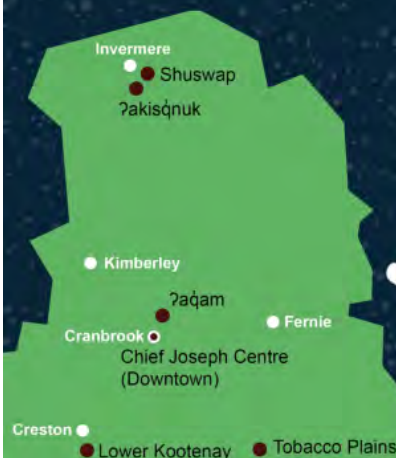 Invermere
Shuswap
ʔakisq̓nuk
Kimberley
ʔaq̓am
Fernie
Cranbrook
Chief Joseph Centre
(Downtown)
Creston
Lower Kootenay
Tobacco Plains